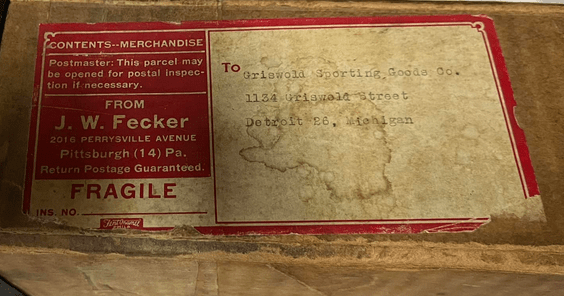 CONTENTS--MERCHANDISE
Postmaster: This parcel may
be opened for postal inspec-
tion if necessary.
FROM
J. W. Fecker
2016 PERRYSVILLE AVENUE
Pittsburgh (14) Pa.
Return Postage Guaranteed.
FRAGILE
INS. NO.
To
Griswold Sporting Goods Co.
1134 Griswold Street
Detroit 26, Michigan